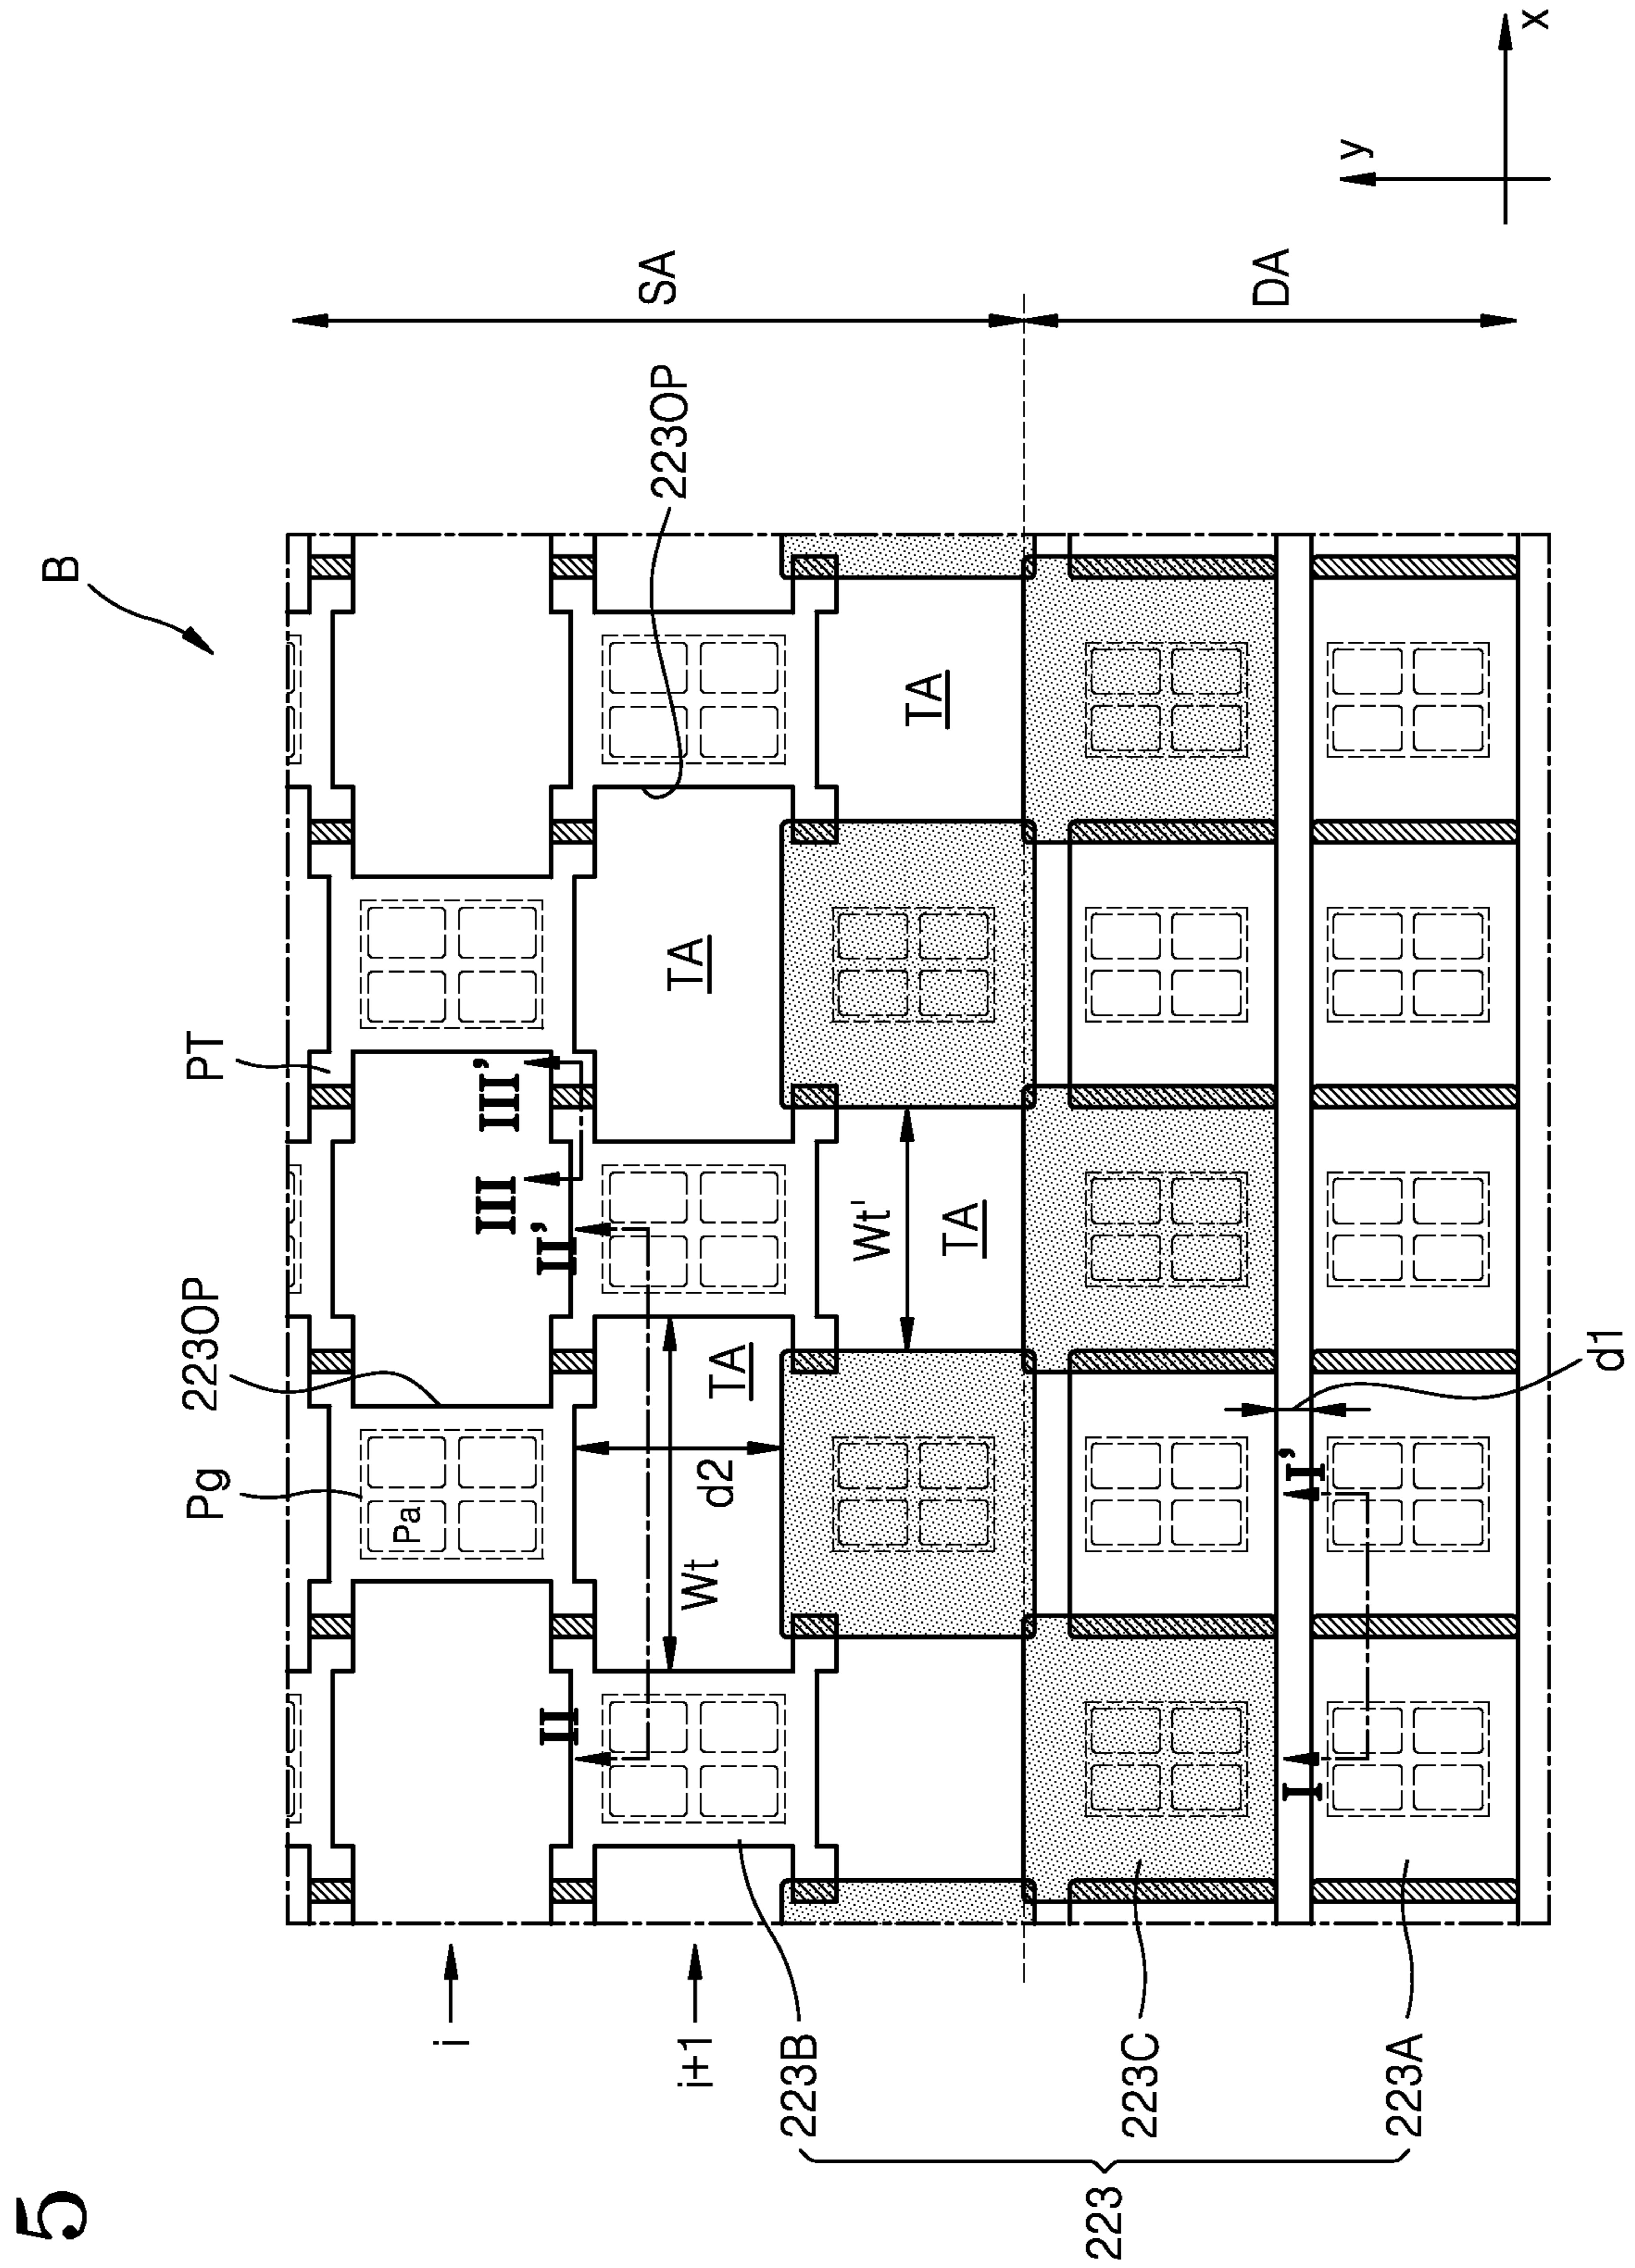 5
B
223OP
Pg
PT
Pa
III
III'
II
II'
i
i+1
223OP
SA
TA
TA
TA
TA
Wt
d2
Wt'
DA
223B
223C
223A
223
I
I'
d1
y
x